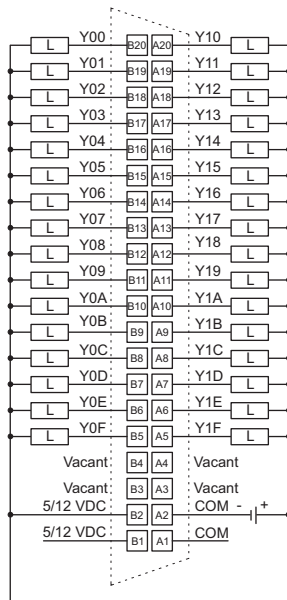 L Y00 B20 A20 Y10 L
L Y01 B19 A19 Y11 L
L Y02 B18 A18 Y12 L
L Y03 B17 A17 Y13 L
L Y04 B16 A16 Y14 L
L Y05 B15 A15 Y15 L
L Y06 B14 A14 Y16 L
L Y07 B13 A13 Y17 L
L Y08 B12 A12 Y18 L
L Y09 B11 A11 Y19 L
L Y0A B10 A10 Y1A L
L Y0B B9 A9 Y1B L
L Y0C B8 A8 Y1C L
L Y0D B7 A7 Y1D L
L Y0E B6 A6 Y1E L
L Y0F B5 A5 Y1F L
Vacant B4 A4 Vacant
Vacant B3 A3 Vacant
5/12 VDC B2 A2 COM - +
5/12 VDC B1 A1 COM